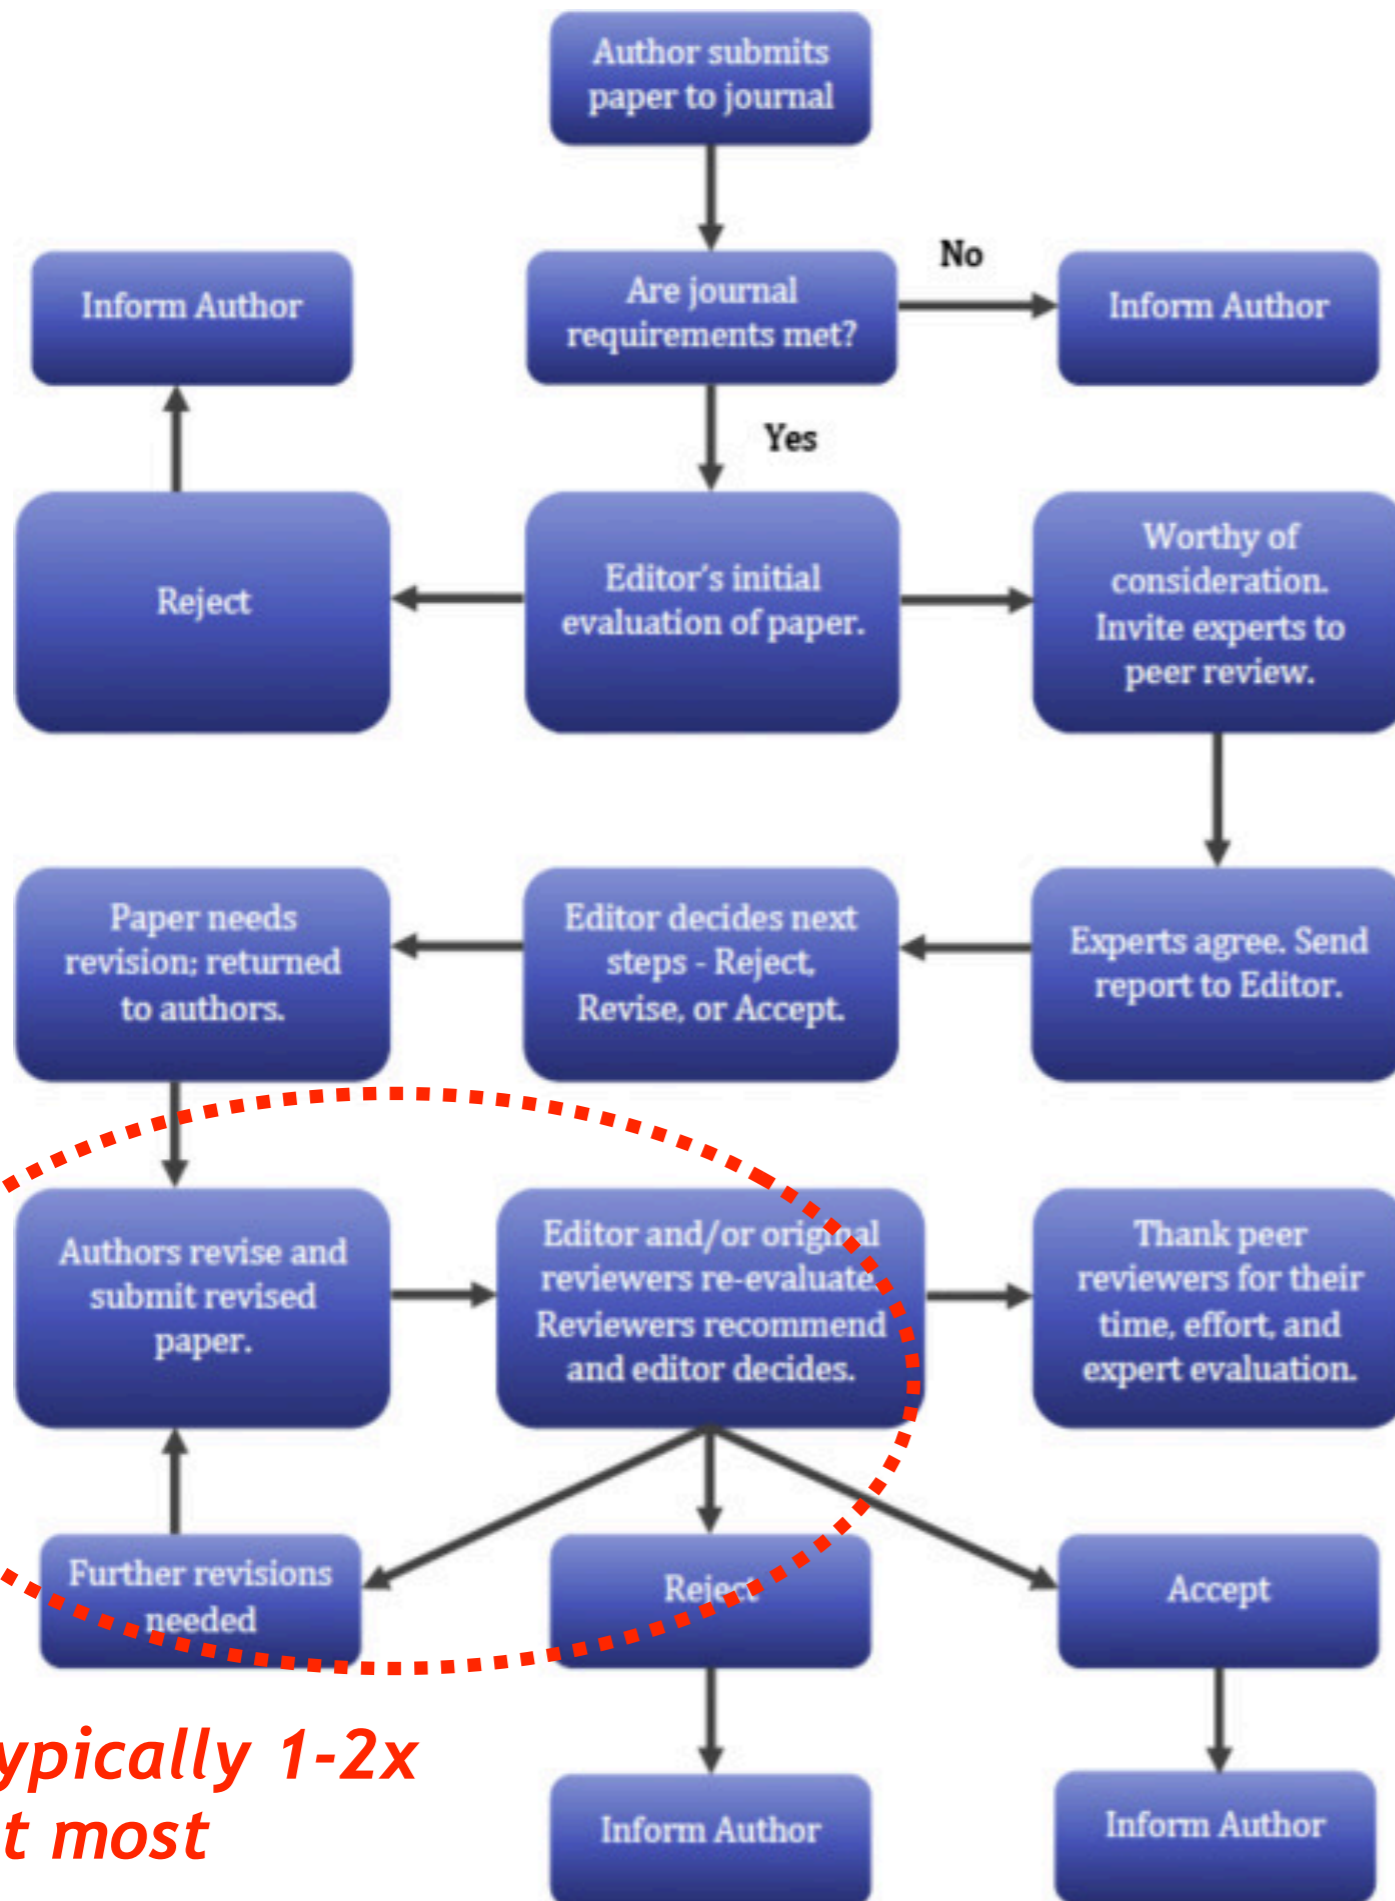 Author submits
paper to journal
No
Inform Author
Are journal
requirements met?
Inform Author
Yes
Reject
Editor's initial
evaluation of paper.
Worthy of
consideration.
Invite experts to
peer review.
Paper needs
revision; returned
to authors.
Editor decides next
steps - Reject,
Revise, or Accept.
Experts agree. Send
report to Editor.
Authors revise and
submit revised
paper.
Editor and/or original
reviewers re-evaluate.
Reviewers recommend
and editor decides.
Thank peer
reviewers for their
time, effort, and
expert evaluation.
Further revisions
needed
Reject
Accept
ypically 1-2x
t most
Inform Author
Inform Author